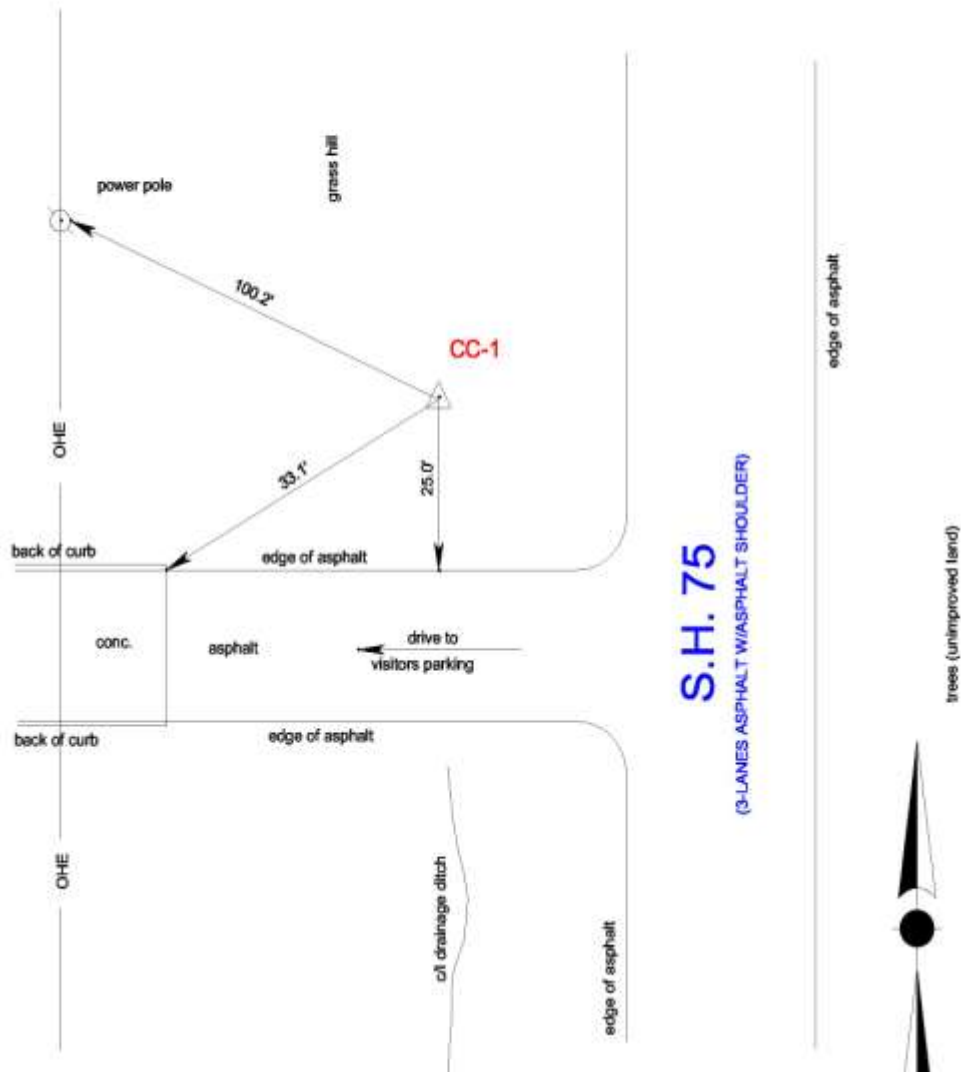 grass hill
power pole
100.2'
edge of asphalt
CC-1
OHE
33.1'
25.0'
S.H. 75
(3-LANES ASPHALT W/ASPHALT SHOULDER)
trees (unimproved land)
back of curb
edge of asphalt
conc.
asphalt
drive to
visitors parking
back of curb
edge of asphalt
OHE
c/l drainage ditch
edge of asphalt